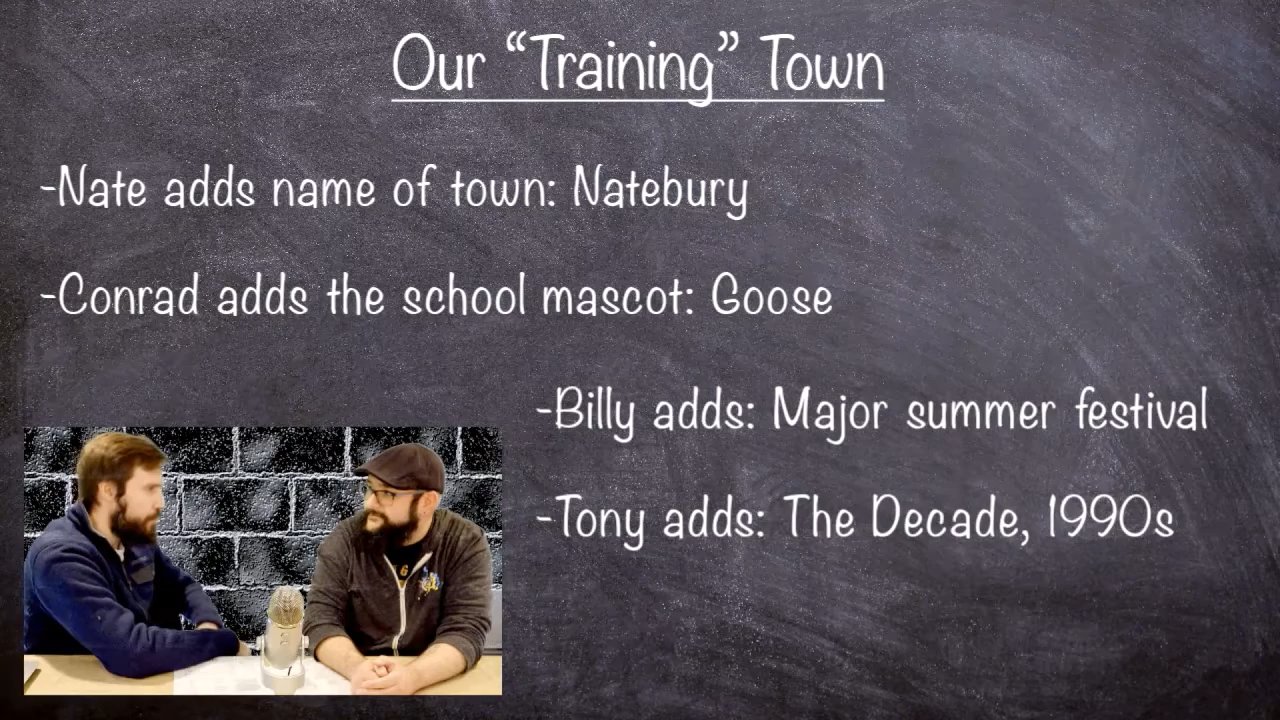 Our “Training” Town
-Nate adds name of town: Natebury
-Conrad adds the school mascot: Goose
-Billy adds: Major summer festival
-Tony adds: The Decade, 1990s